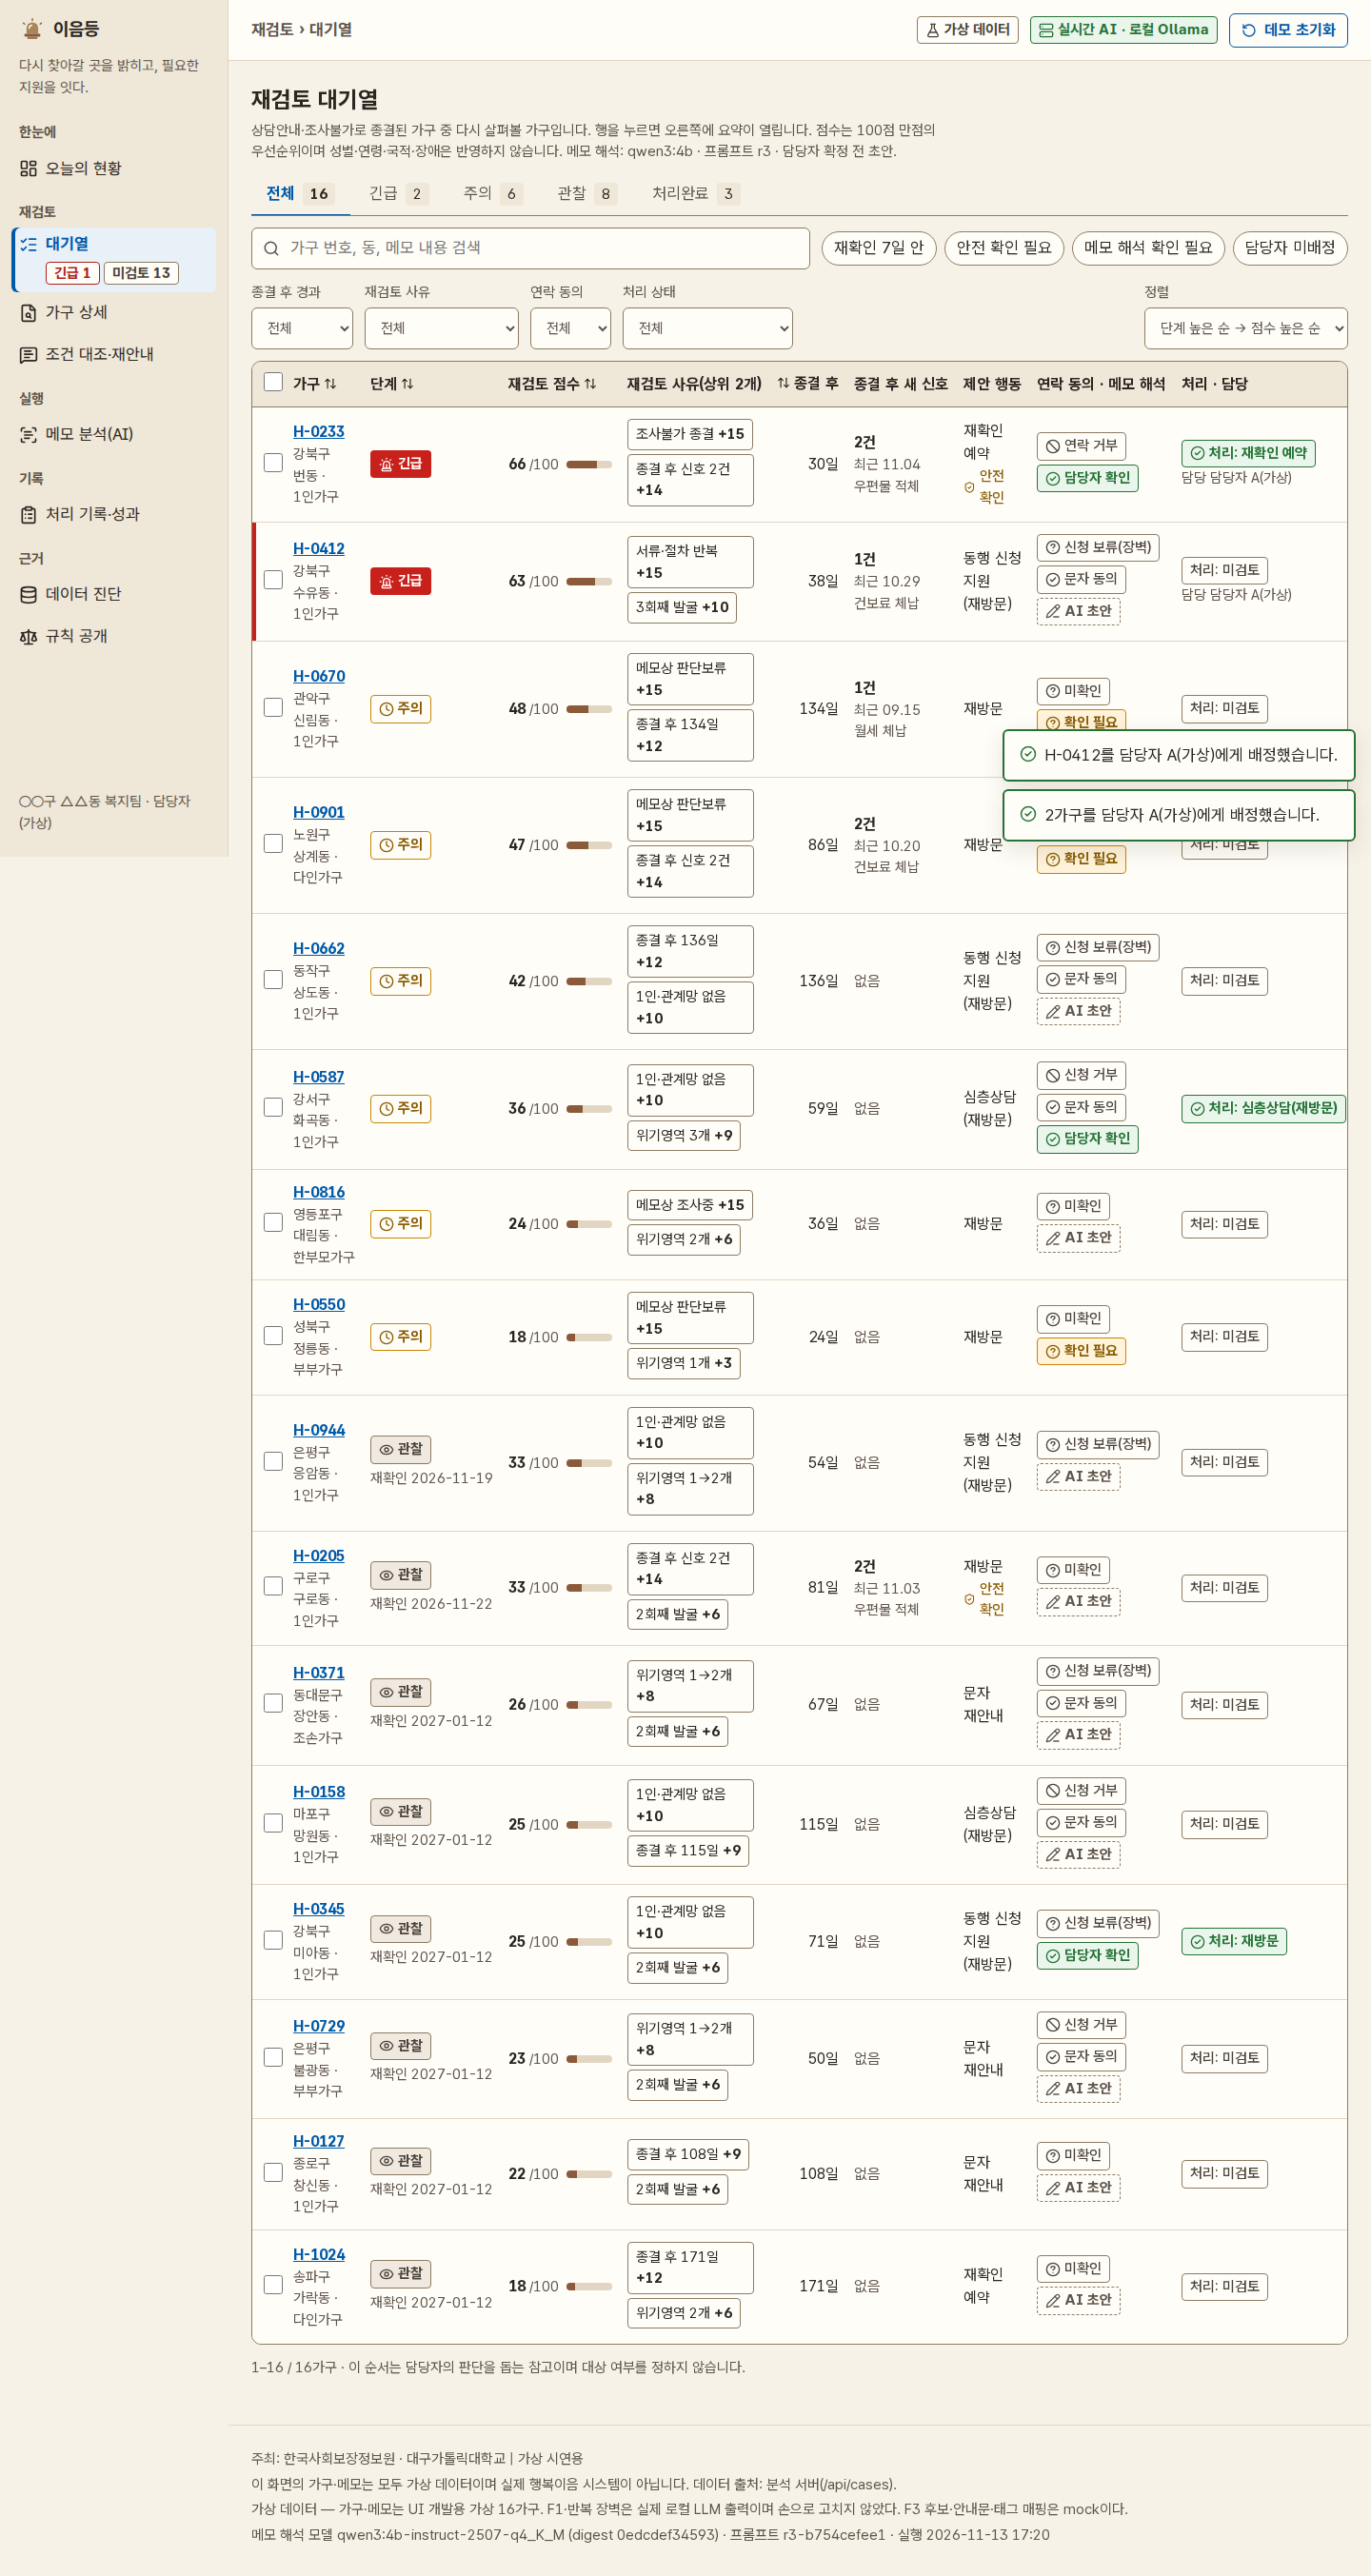 이음등
다시 찾아갈 곳을 밝히고, 필요한
지원을 잇다.
한눈에
오늘의 현황
재검토
대기열
긴급 1 미검토 13
가구 상세
조건 대조·재안내
실행
메모 분석(AI)
기록
처리 기록·성과
근거
데이터 진단
규칙 공개
○○구 △△동 복지팀 · 담당자
(가상)
재검토 › 대기열
가상 데이터
실시간 AI · 로컬 Ollama
데모 초기화
재검토 대기열
상담안내·조사불가로 종결된 가구 중 다시 살펴볼 가구입니다. 행을 누르면 오른쪽에 요약이 열립니다. 점수는 100점 만점의
우선순위이며 성별·연령·국적·장애은 반영하지 않습니다. 메모 해석: qwen3:4b · 프롬프트 r3 · 담당자 확정 전 초안.
전체 16 긴급 2 주의 6 관찰 8 처리완료 3
가구 번호, 동, 메모 내용 검색
재확인 7일 안 안전 확인 필요 메모 해석 확인 필요 담당자 미배정
종결 후 경과 재검토 사유 연락 동의 처리 상태 정렬
전체 전체 전체 전체 단계 높은 순 → 점수 높은 순
가구 ⇅ 단계 ⇅ 재검토 점수 ⇅ 재검토 사유(상위 2개) ⇅ 종결 후 종결 후 새 신호 제안 행동 연락 동의 · 메모 해석 처리 · 담당
H-0233
강북구
번동 ·
1인가구
긴급
66 /100
조사불가 종결 +15
종결 후 신호 2건
+14
30일
2건
최근 11.04
우편물 적체
재확인
예약
안전
확인
연락 거부
담당자 확인
처리: 재확인 예약
담당 담당자 A(가상)
H-0412
강북구
수유동 ·
1인가구
긴급
63 /100
서류·절차 반복
+15
3회째 발굴 +10
38일
1건
최근 10.29
건보료 체납
동행 신청
지원
(재방문)
신청 보류(장벽)
문자 동의
AI 초안
처리: 미검토
담당 담당자 A(가상)
H-0670
관악구
신림동 ·
1인가구
주의
48 /100
메모상 판단보류
+15
종결 후 134일
+12
134일
1건
최근 09.15
월세 체납
재방문
미확인
확인 필요
처리: 미검토
H-0412를 담당자 A(가상)에게 배정했습니다.
2가구를 담당자 A(가상)에게 배정했습니다.
H-0901
노원구
상계동 ·
다인가구
주의
47 /100
메모상 판단보류
+15
종결 후 신호 2건
+14
86일
2건
최근 10.20
건보료 체납
재방문
확인 필요
처리: 미검토
H-0662
동작구
상도동 ·
1인가구
주의
42 /100
종결 후 136일
+12
1인·관계망 없음
+10
136일
없음
동행 신청
지원
(재방문)
신청 보류(장벽)
문자 동의
AI 초안
처리: 미검토
H-0587
강서구
화곡동 ·
1인가구
주의
36 /100
1인·관계망 없음
+10
위기영역 3개 +9
59일
없음
심층상담
(재방문)
신청 거부
문자 동의
담당자 확인
처리: 심층상담(재방문)
H-0816
영등포구
대림동 ·
한부모가구
주의
24 /100
메모상 조사중 +15
위기영역 2개 +6
36일
없음
재방문
미확인
AI 초안
처리: 미검토
H-0550
성북구
정릉동 ·
부부가구
주의
18 /100
메모상 판단보류
+15
위기영역 1개 +3
24일
없음
재방문
미확인
확인 필요
처리: 미검토
H-0944
은평구
응암동 ·
1인가구
관찰
재확인 2026-11-19
33 /100
1인·관계망 없음
+10
위기영역 1→2개
+8
54일
없음
동행 신청
지원
(재방문)
신청 보류(장벽)
AI 초안
처리: 미검토
H-0205
구로구
구로동 ·
1인가구
관찰
재확인 2026-11-22
33 /100
종결 후 신호 2건
+14
2회째 발굴 +6
81일
2건
최근 11.03
우편물 적체
재방문
안전
확인
미확인
AI 초안
처리: 미검토
H-0371
동대문구
장안동 ·
조손가구
관찰
재확인 2027-01-12
26 /100
위기영역 1→2개
+8
2회째 발굴 +6
67일
없음
문자
재안내
신청 보류(장벽)
문자 동의
AI 초안
처리: 미검토
H-0158
마포구
망원동 ·
1인가구
관찰
재확인 2027-01-12
25 /100
1인·관계망 없음
+10
종결 후 115일 +9
115일
없음
심층상담
(재방문)
신청 거부
문자 동의
AI 초안
처리: 미검토
H-0345
강북구
미아동 ·
1인가구
관찰
재확인 2027-01-12
25 /100
1인·관계망 없음
+10
2회째 발굴 +6
71일
없음
동행 신청
지원
(재방문)
신청 보류(장벽)
담당자 확인
처리: 재방문
H-0729
은평구
불광동 ·
부부가구
관찰
재확인 2027-01-12
23 /100
위기영역 1→2개
+8
2회째 발굴 +6
50일
없음
문자
재안내
신청 거부
문자 동의
AI 초안
처리: 미검토
H-0127
종로구
창신동 ·
1인가구
관찰
재확인 2027-01-12
22 /100
종결 후 108일 +9
2회째 발굴 +6
108일
없음
문자
재안내
미확인
AI 초안
처리: 미검토
H-1024
송파구
가락동 ·
다인가구
관찰
재확인 2027-01-12
18 /100
종결 후 171일
+12
위기영역 2개 +6
171일
없음
재확인
예약
미확인
AI 초안
처리: 미검토
1–16 / 16가구 · 이 순서는 담당자의 판단을 돕는 참고이며 대상 여부를 정하지 않습니다.
주최: 한국사회보장정보원 · 대구가톨릭대학교 | 가상 시연용
이 화면의 가구·메모는 모두 가상 데이터이며 실제 행복이음 시스템이 아닙니다. 데이터 출처: 분석 서버(/api/cases).
가상 데이터 — 가구·메모는 UI 개발용 가상 16가구. F1·반복 장벽은 실제 로컬 LLM 출력이며 손으로 고치지 않았다. F3 후보·안내문·태그 매핑은 mock이다.
메모 해석 모델 qwen3:4b-instruct-2507-q4_K_M (digest 0edcdef34593) · 프롬프트 r3-b754cefee1 · 실행 2026-11-13 17:20